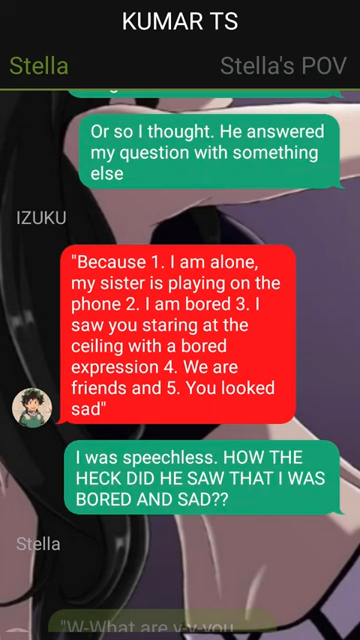 KUMAR TS
Stella
Stella's POV
Or so I thought. He answered
my question with something
else
IZUKU
"Because 1. I am alone,
my sister is playing on the
phone 2. I am bored 3. I
saw you staring at the
ceiling with a bored
expression 4. We are
friends and 5. You looked
sad"
I was speechless. HOW THE
HECK DID HE SAW THAT I WAS
BORED AND SAD??
Stella
"W-What are y-y-you